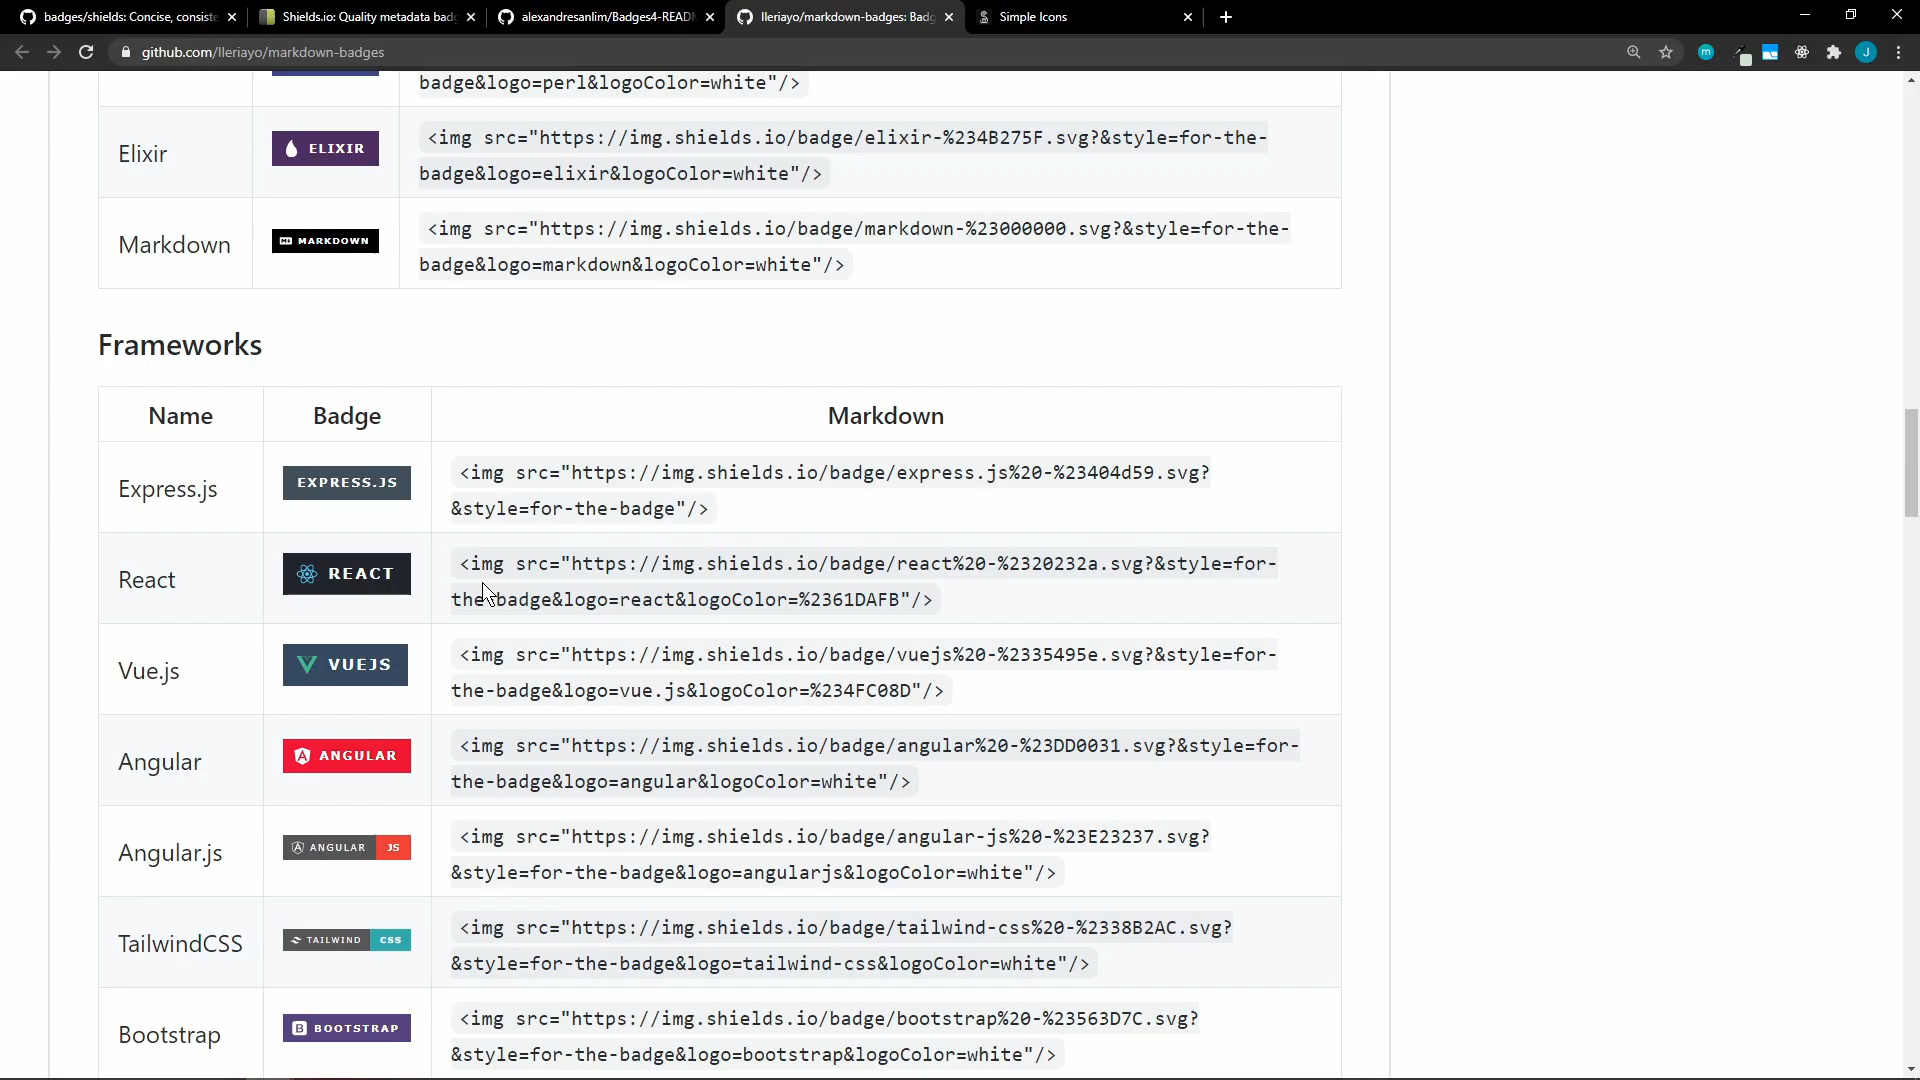 badges/shields: Concise, consiste
Shields.io: Quality metadata badg
alexandresanlim/Badges4-READM
lleriayo/markdown-badges: Badg
Simple Icons
github.com/lleriayo/markdown-badges
m
J
badge&logo=perl&logoColor=white"/>
Elixir
ELIXIR
<img src="https://img.shields.io/badge/elixir-%234B275F.svg?&style=for-the-
badge&logo=elixir&logoColor=white"/>
Markdown
MARKDOWN
<img src="https://img.shields.io/badge/markdown-%23000000.svg?&style=for-the-
badge&logo=markdown&logoColor=white"/>
Frameworks
Name
Badge
Markdown
Express.js
EXPRESS.JS
<img src="https://img.shields.io/badge/express.js%20-%23404d59.svg?
&style=for-the-badge"/>
React
REACT
<img src="https://img.shields.io/badge/react%20-%2320232a.svg?&style=for-
the-badge&logo=react&logoColor=%2361DAFB"/>
Vue.js
VUEJS
<img src="https://img.shields.io/badge/vuejs%20-%2335495e.svg?&style=for-
the-badge&logo=vue.js&logoColor=%234FC08D"/>
Angular
ANGULAR
<img src="https://img.shields.io/badge/angular%20-%23DD0031.svg?&style=for-
the-badge&logo=angular&logoColor=white"/>
Angular.js
ANGULAR JS
<img src="https://img.shields.io/badge/angular-js%20-%23E23237.svg?
&style=for-the-badge&logo=angularjs&logoColor=white"/>
TailwindCSS
TAILWIND CSS
<img src="https://img.shields.io/badge/tailwind-css%20-%2338B2AC.svg?
&style=for-the-badge&logo=tailwind-css&logoColor=white"/>
Bootstrap
BOOTSTRAP
<img src="https://img.shields.io/badge/bootstrap%20-%23563D7C.svg?
&style=for-the-badge&logo=bootstrap&logoColor=white"/>